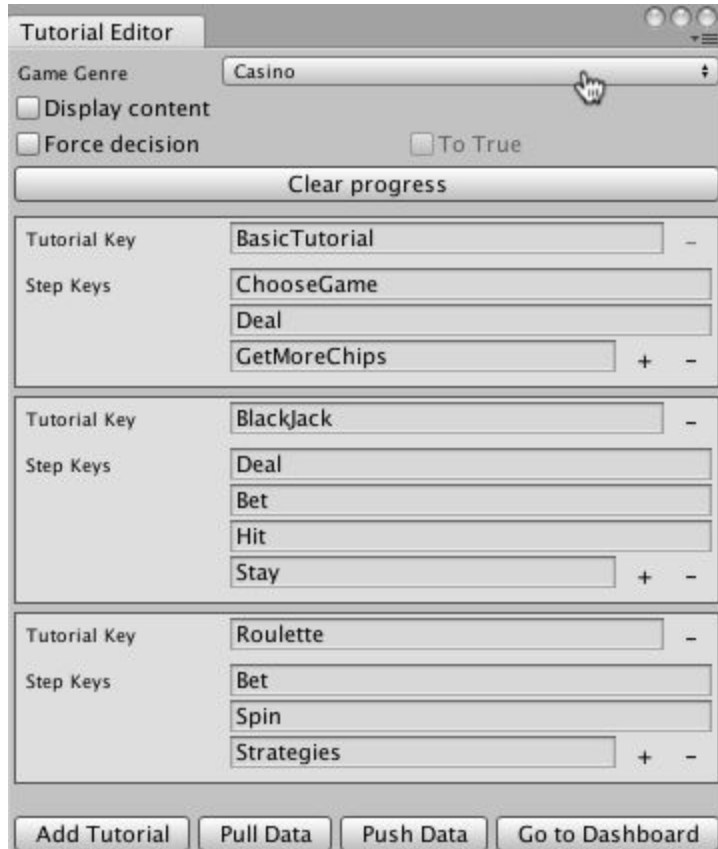 Tutorial Editor
Game Genre Casino
Display content
Force decision To True
Clear progress
Tutorial Key BasicTutorial -
Step Keys ChooseGame
Deal
GetMoreChips + -
Tutorial Key BlackJack -
Step Keys Deal
Bet
Hit
Stay + -
Tutorial Key Roulette -
Step Keys Bet
Spin
Strategies + -
Add Tutorial Pull Data Push Data Go to Dashboard